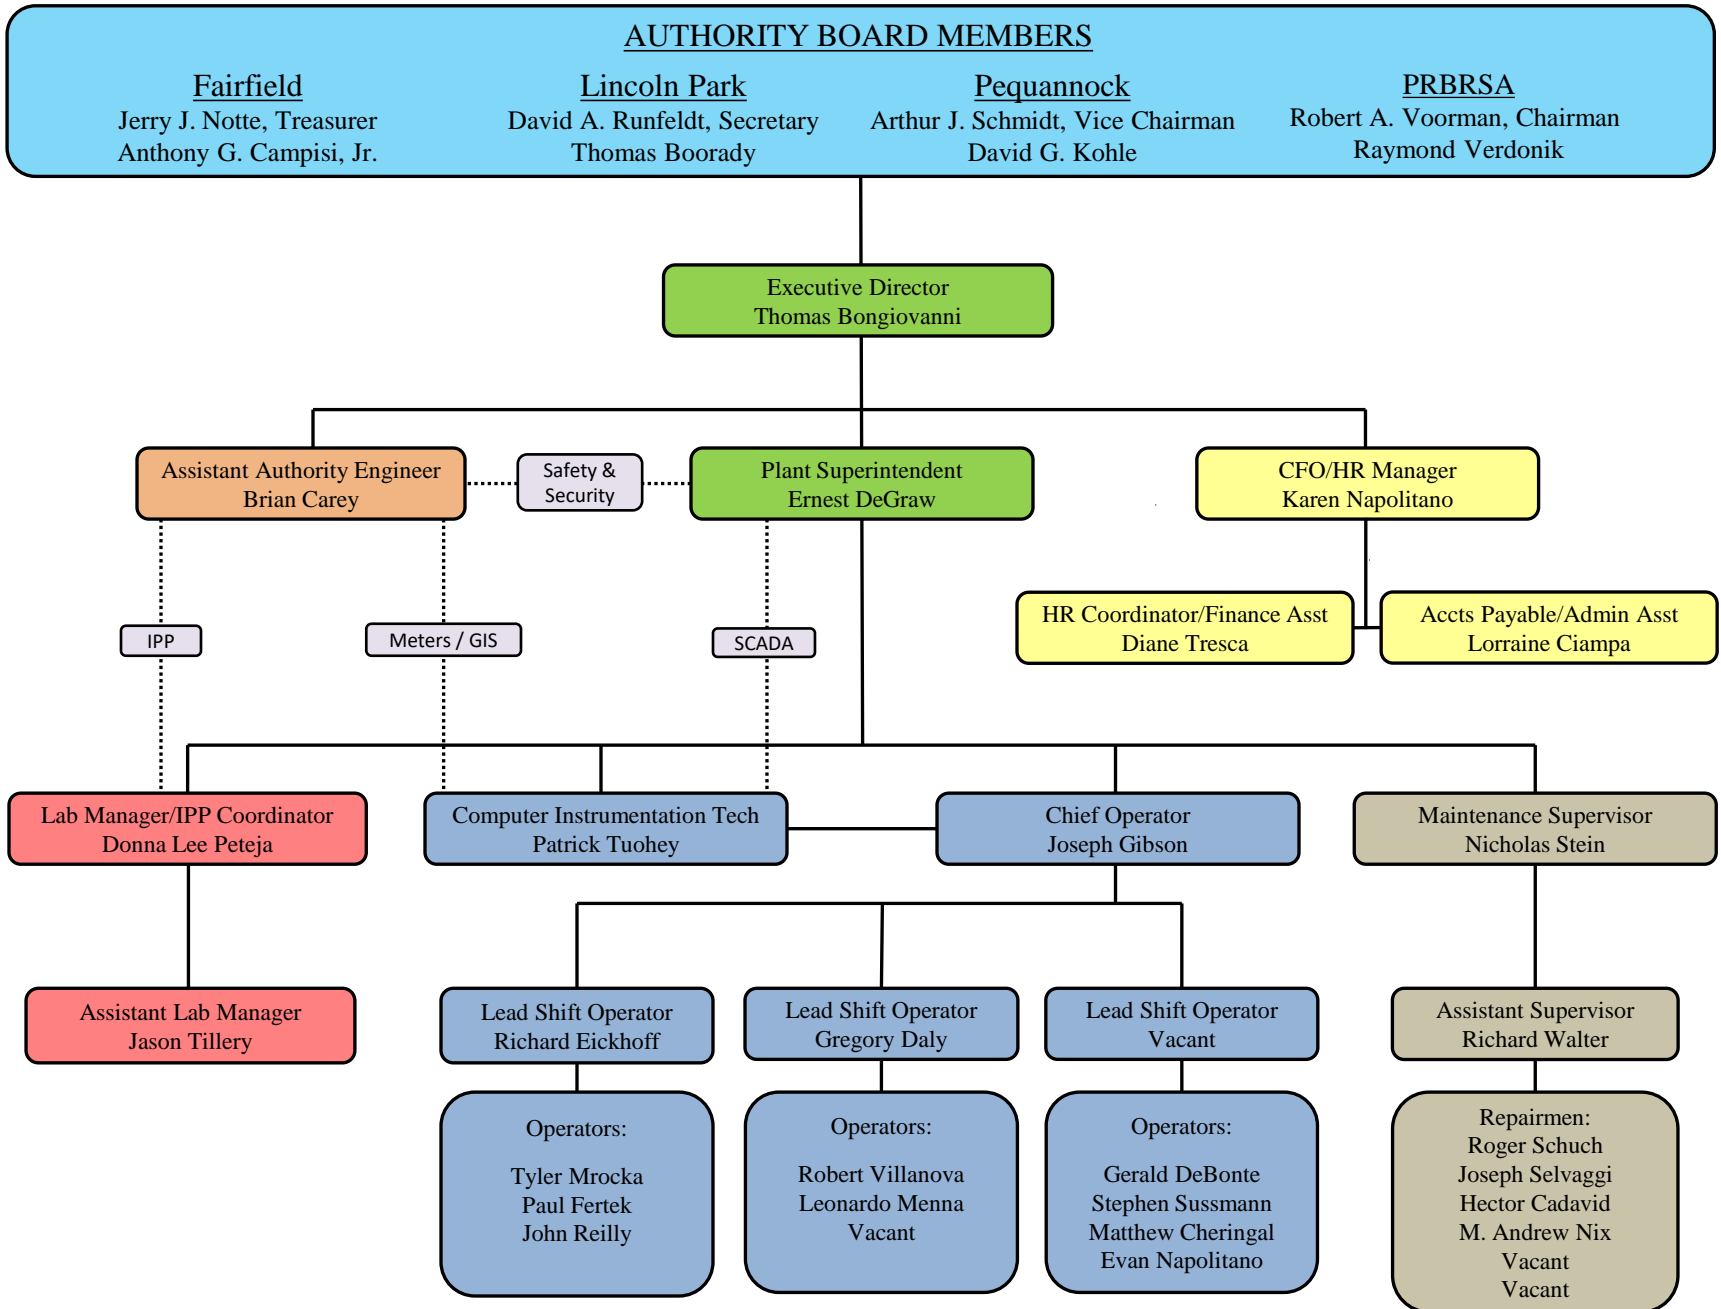 AUTHORITY BOARD MEMBERS
Fairfield
Jerry J. Notte, Treasurer
Anthony G. Campisi, Jr.
Lincoln Park
David A. Runfeldt, Secretary
Thomas Boorady
Pequannock
Arthur J. Schmidt, Vice Chairman
David G. Kohle
PRBRSA
Robert A. Voorman, Chairman
Raymond Verdonik
Executive Director
Thomas Bongiovanni
Assistant Authority Engineer
Brian Carey
Safety &
Security
Plant Superintendent
Ernest DeGraw
CFO/HR Manager
Karen Napolitano
HR Coordinator/Finance Asst
Diane Tresca
Accts Payable/Admin Asst
Lorraine Ciampa
IPP
Meters / GIS
SCADA
Lab Manager/IPP Coordinator
Donna Lee Peteja
Computer Instrumentation Tech
Patrick Tuohey
Chief Operator
Joseph Gibson
Maintenance Supervisor
Nicholas Stein
Assistant Lab Manager
Jason Tillery
Lead Shift Operator
Richard Eickhoff
Lead Shift Operator
Gregory Daly
Lead Shift Operator
Vacant
Assistant Supervisor
Richard Walter
Operators:
Tyler Mrocka
Paul Fertek
John Reilly
Operators:
Robert Villanova
Leonardo Menna
Vacant
Operators:
Gerald DeBonte
Stephen Sussmann
Matthew Cheringal
Evan Napolitano
Repairmen:
Roger Schuch
Joseph Selvaggi
Hector Cadavid
M. Andrew Nix
Vacant
Vacant